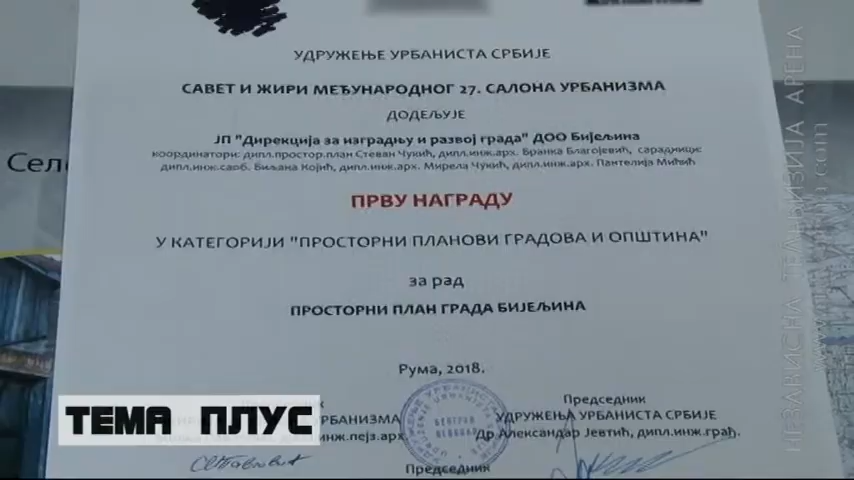 УДРУЖЕЊЕ УРБАНИСТА СРБИЈЕ
САВЕТ И ЖИРИ МЕЂУНАРОДНОГ 27. САЛОНА УРБАНИЗМА
ДОДЕЉУЈЕ
ЈП "Дирекција за изградњу и развој града" ДОО Бијељина
координатори: дипл.простор.план Стеван Чукић, дипл.инж.арх. Бранка Благојевић, сарадници:
дипл.инж.саоб. Биљана Којић, дипл.инж.арх. Мирела Чукић, дипл.инж.арх. Пантелија Мићић
ПРВУ НАГРАДУ
У КАТЕГОРИЈИ "ПРОСТОРНИ ПЛАНОВИ ГРАДОВА И ОПШТИНА"
за рад
ПРОСТОРНИ ПЛАН ГРАДА БИЈЕЉИНА
Рума, 2018.
Председник
УРБАНИЗМА
УДРУЖЕЊА УРБАНИСТА СРБИЈЕ
инж.пејз.арх.
Др Александар Јевтић, дипл.инж.грађ.
Председник
Село
ТЕМА ПЛУС
НЕЗАВИСНА ТЕЛЕВИЗИЈА АРЕНА